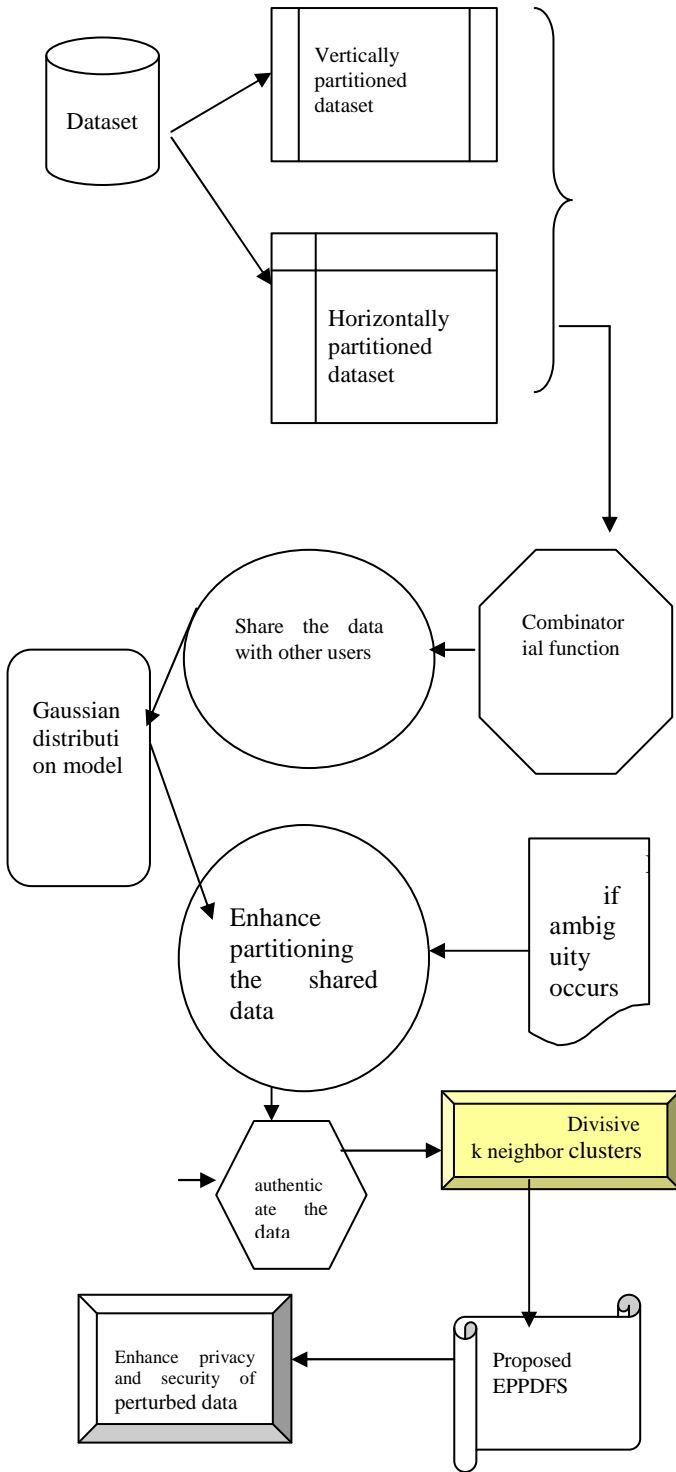 Vertically
partitioned
dataset
Dataset
Horizontally
partitioned
dataset
Combinator
ial function
Share the data
with other users
Gaussian
distributi
on model
if
ambig
uity
occurs
Enhance
partitioning
the shared
data
Divisive
k neighbor clusters
authentic
ate the
data
Proposed
EPPDFS
Enhance privacy
and security of
perturbed data